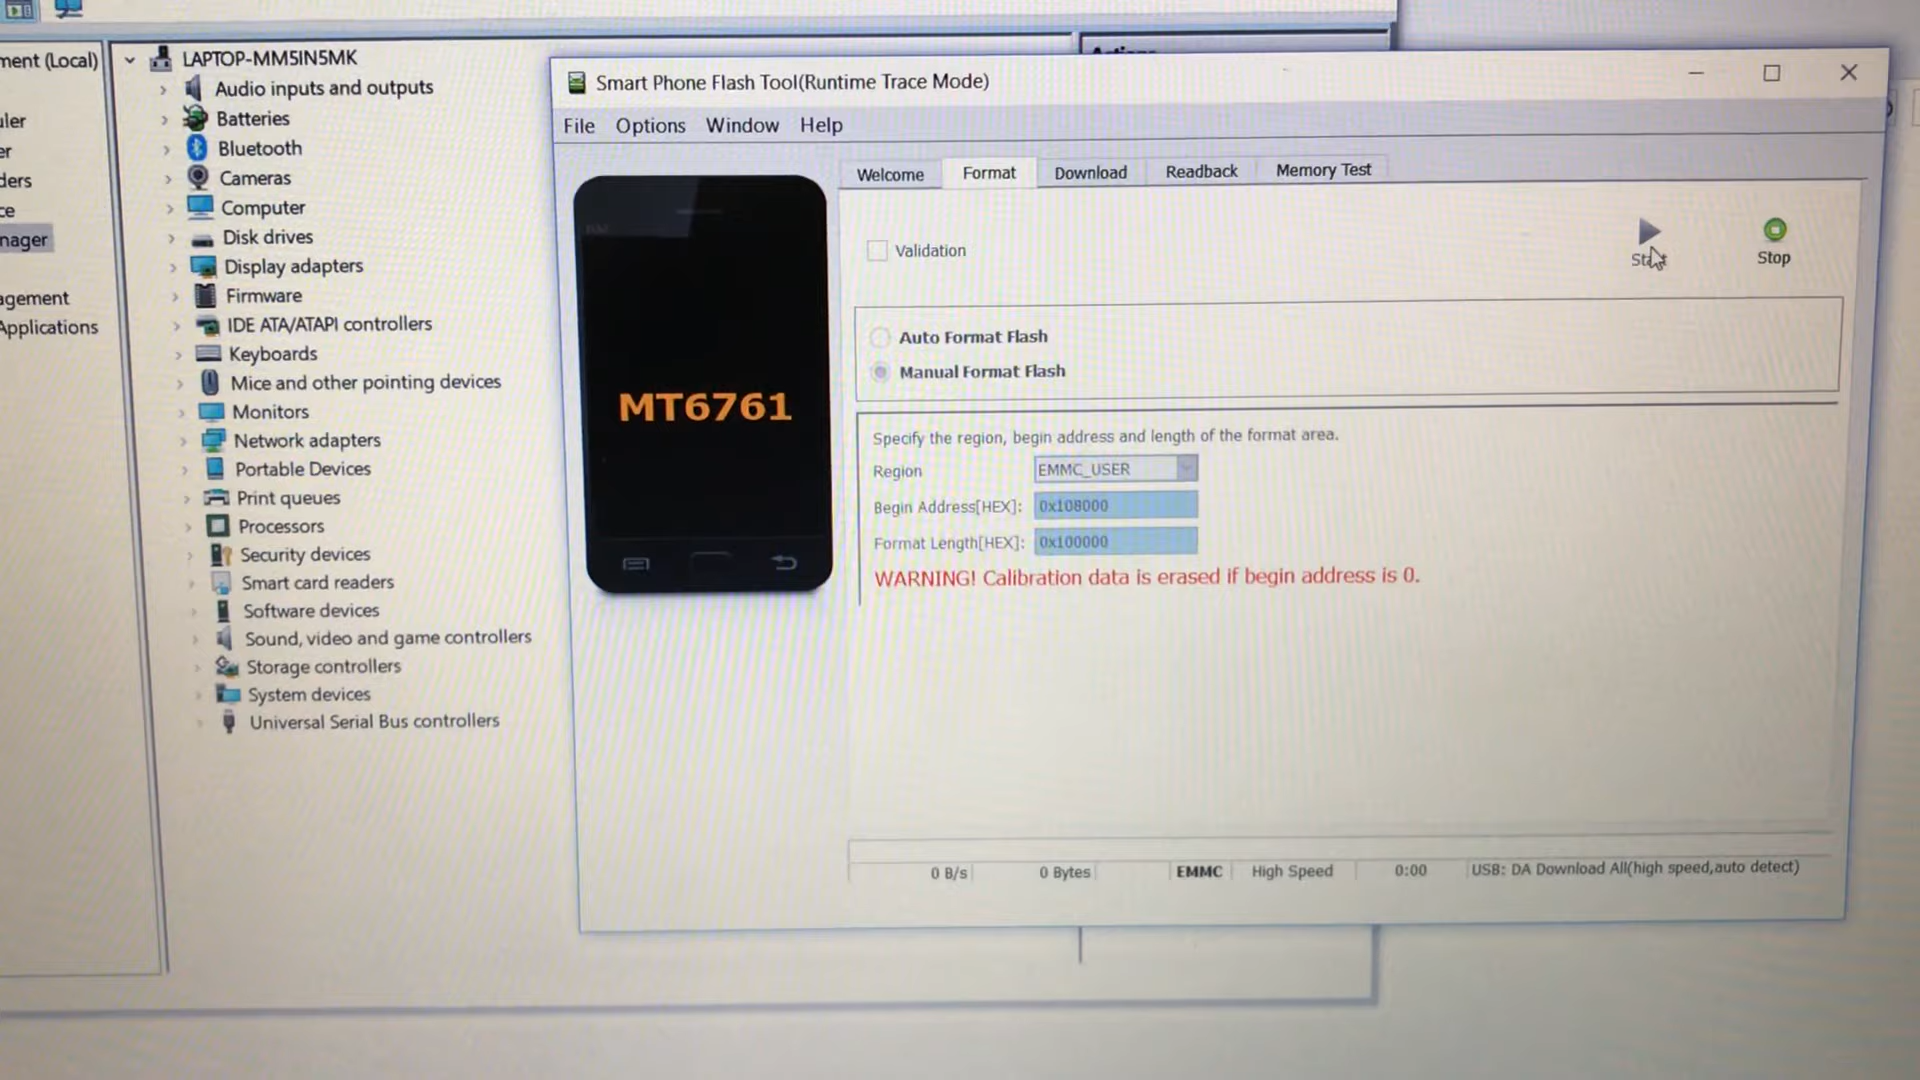 ment (Local)
uler
er
ders
ce
nager
agement
Applications
LAPTOP-MM5IN5MK
Audio inputs and outputs
Batteries
Bluetooth
Cameras
Computer
Disk drives
Display adapters
Firmware
IDE ATA/ATAPI controllers
Keyboards
Mice and other pointing devices
Monitors
Network adapters
Portable Devices
Print queues
Processors
Security devices
Smart card readers
Software devices
Sound, video and game controllers
Storage controllers
System devices
Universal Serial Bus controllers
Smart Phone Flash Tool(Runtime Trace Mode)
File Options Window Help
Welcome Format Download Readback Memory Test
MT6761
Validation
Start Stop
Auto Format Flash
Manual Format Flash
Specify the region, begin address and length of the format area.
Region EMMC_USER
Begin Address[HEX]: 0x108000
Format Length[HEX]: 0x100000
WARNING! Calibration data is erased if begin address is 0.
0 B/s 0 Bytes EMMC High Speed 0:00 USB: DA Download All(high speed,auto detect)